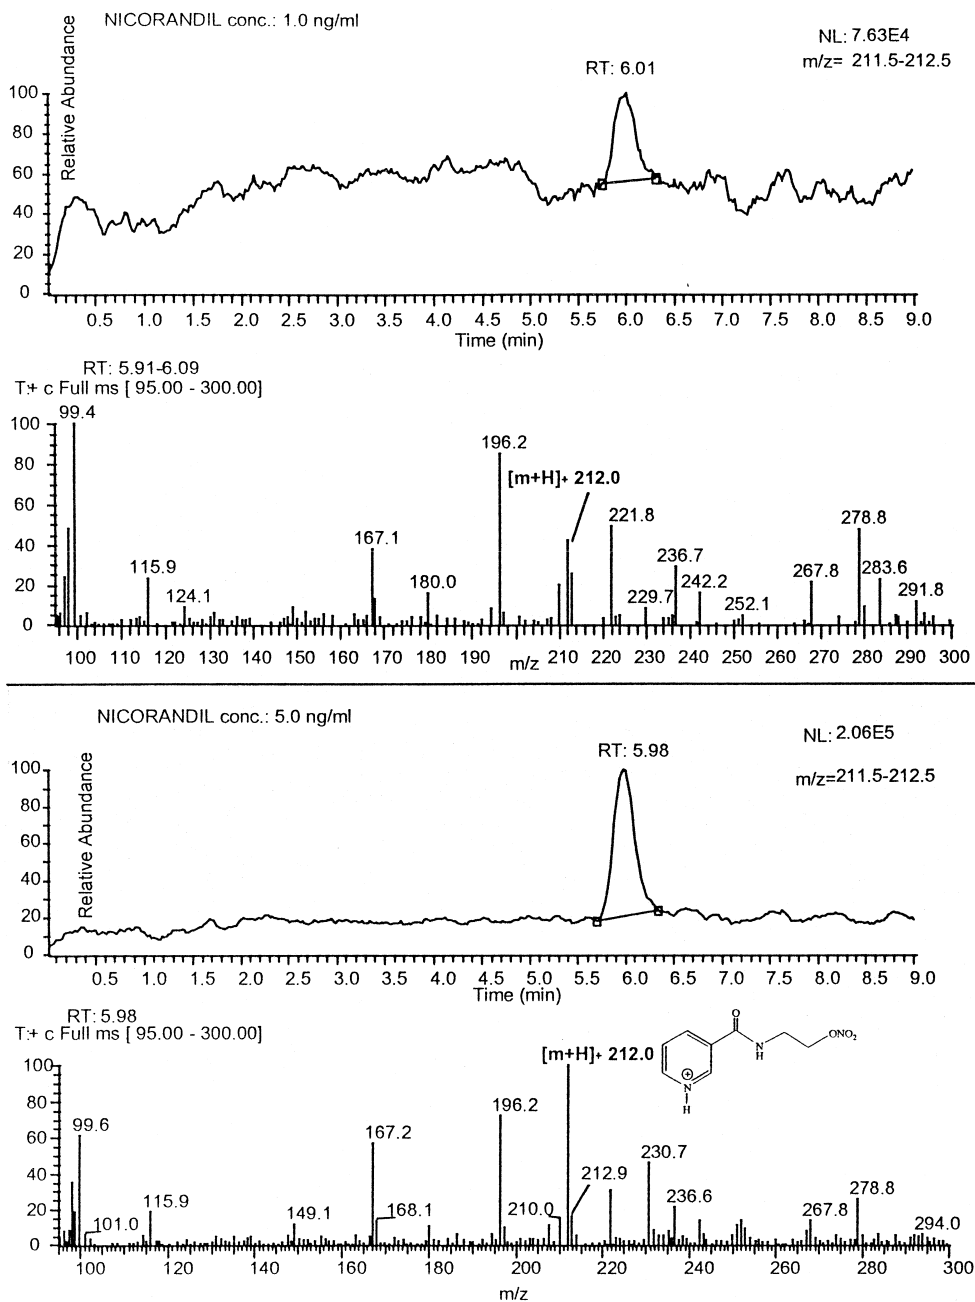 NICORANDIL conc.: 1.0 ng/ml
NL: 7.63E4
m/z= 211.5-212.5
RT: 6.01
Relative Abundance
100
80
60
40
20
0
0.5 1.0 1.5 2.0 2.5 3.0 3.5 4.0 4.5 5.0 5.5 6.0 6.5 7.0 7.5 8.0 8.5 9.0
Time (min)
RT: 5.91-6.09
T:+ c Full ms [ 95.00 - 300.00]
100
80
60
40
20
0
99.4
115.9
124.1
167.1
180.0
196.2
[m+H]+ 212.0
221.8
229.7
236.7
242.2
252.1
267.8
278.8
283.6
291.8
100 110 120 130 140 150 160 170 180 190 m/z 210 220 230 240 250 260 270 280 290 300
NICORANDIL conc.: 5.0 ng/ml
NL: 2.06E5
m/z=211.5-212.5
RT: 5.98
Relative Abundance
100
80
60
40
20
0
0.5 1.0 1.5 2.0 2.5 3.0 3.5 4.0 4.5 5.0 5.5 6.0 6.5 7.0 7.5 8.0 8.5 9.0
Time (min)
RT: 5.98
T:+ c Full ms [ 95.00 - 300.00]
100
80
60
40
20
0
99.6
101.0
115.9
149.1
167.2
168.1
196.2
210.0
[m+H]+ 212.0
212.9
230.7
236.6
267.8
278.8
294.0
O
N
H
ONO2
N
+
H
100 120 140 160 180 200 220 240 260 280 300
m/z